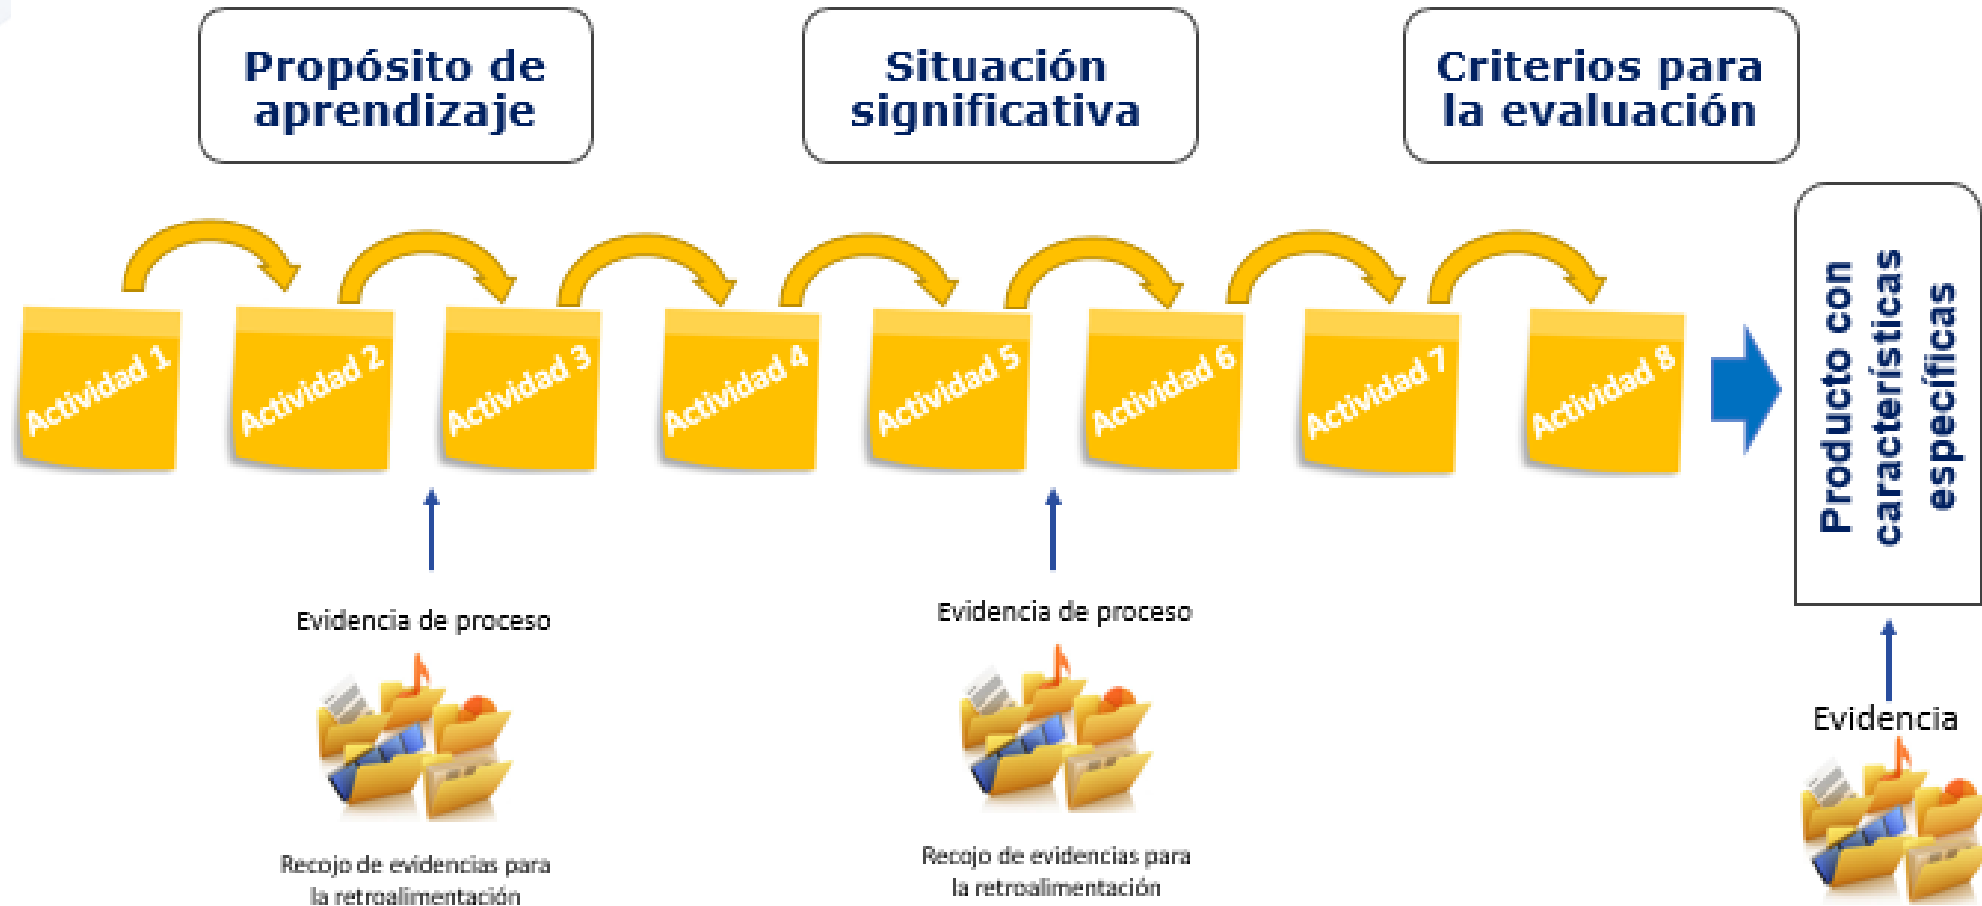 Propósito de
aprendizaje
Situación
significativa
Criterios para
la evaluación
Actividad 1
Actividad 2
Actividad 3
Actividad 4
Actividad 5
Actividad 6
Actividad 7
Actividad 8
Producto con
características
específicas
Evidencia de proceso
Recojo de evidencias para
la retroalimentación
Evidencia de proceso
Recojo de evidencias para
la retroalimentación
Evidencia